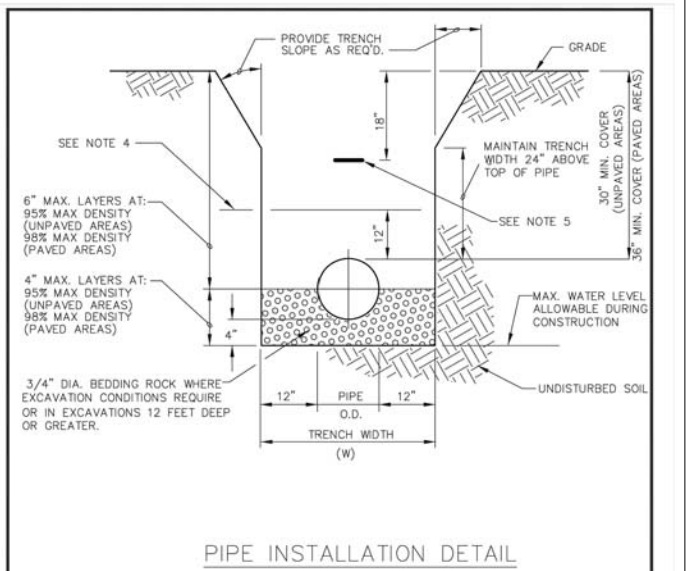 PROVIDE TRENCH
SLOPE AS REQ'D.
GRADE
18"
SEE NOTE 4
MAINTAIN TRENCH
WIDTH 24" ABOVE
TOP OF PIPE
30" MIN. COVER
(UNPAVED AREAS)
36" MIN. COVER (PAVED AREAS)
6" MAX. LAYERS AT:
95% MAX DENSITY
(UNPAVED AREAS)
98% MAX DENSITY
(PAVED AREAS)
SEE NOTE 5
12"
4" MAX. LAYERS AT:
95% MAX DENSITY
(UNPAVED AREAS)
98% MAX DENSITY
(PAVED AREAS)
MAX. WATER LEVEL
ALLOWABLE DURING
CONSTRUCTION
4"
3/4" DIA. BEDDING ROCK WHERE
EXCAVATION CONDITIONS REQUIRE
OR IN EXCAVATIONS 12 FEET DEEP
OR GREATER.
UNDISTURBED SOIL
12"
PIPE
O.D.
12"
TRENCH WIDTH
(W)
PIPE INSTALLATION DETAIL